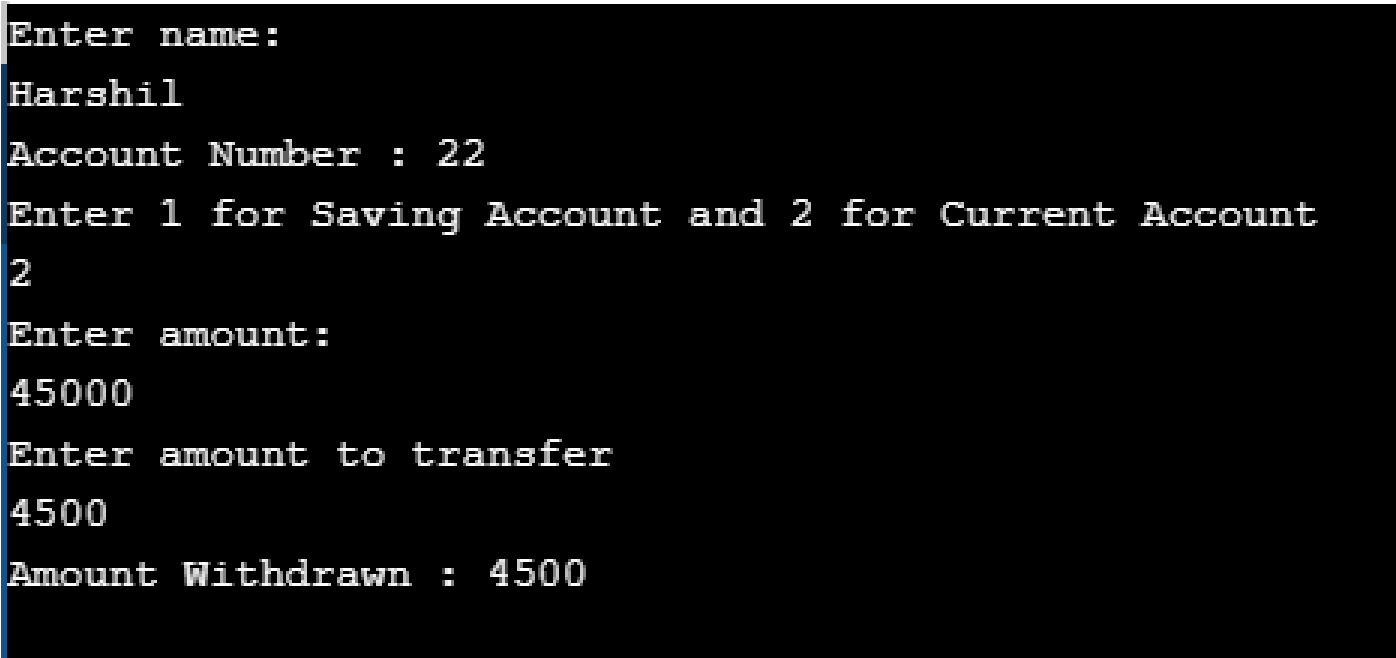 Enter name:
Harshil
Account Number : 22
Enter 1 for Saving Account and 2 for Current Account
2
Enter amount:
45000
Enter amount to transfer
4500
Amount Withdrawn : 4500